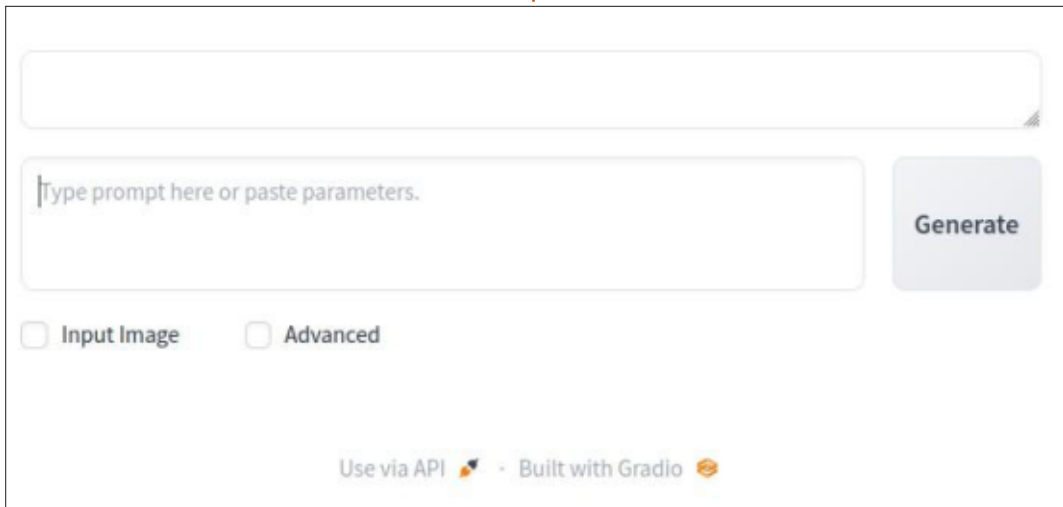 Type prompt here or paste parameters.
Generate
Input Image Advanced
Use via API · Built with Gradio